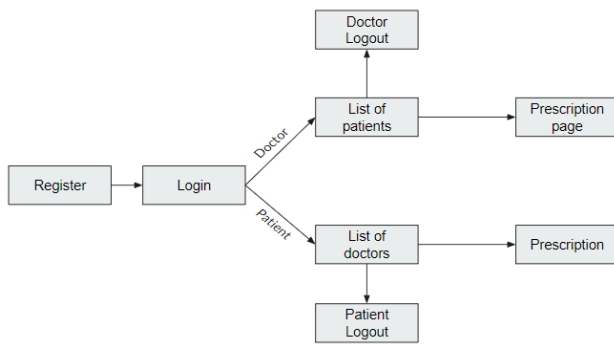 Doctor
Logout
List of
patients
Prescription
page
Doctor
Register
Login
Patient
List of
doctors
Prescription
Patient
Logout